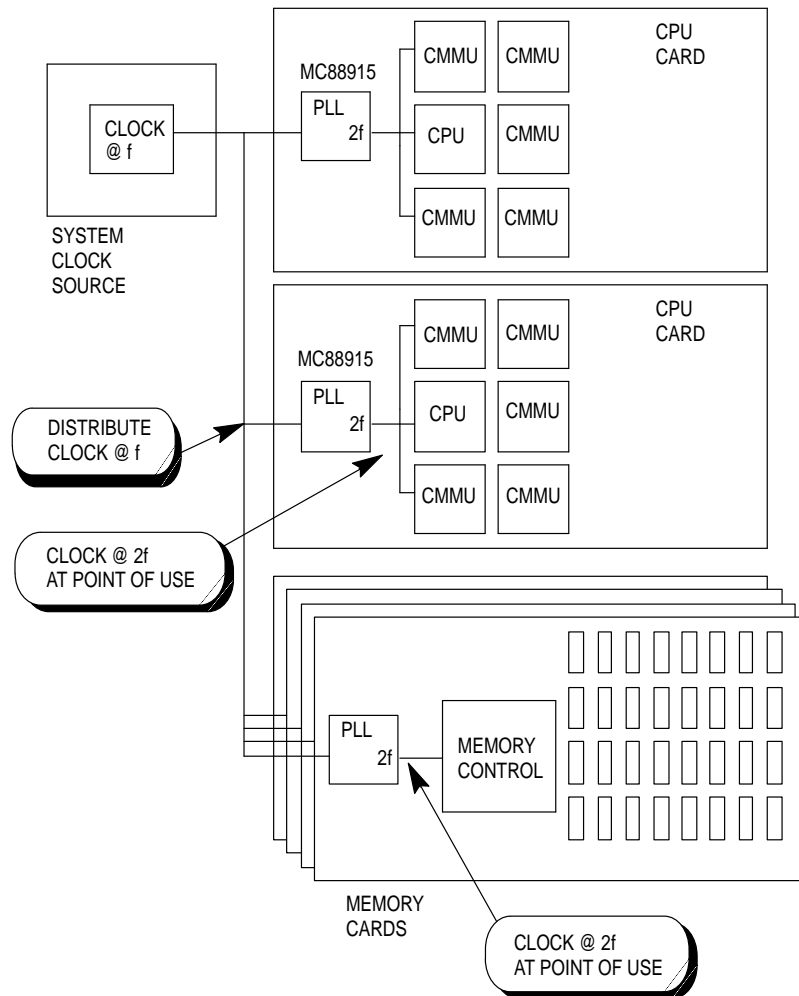 CPU
CARD
CMMU
CMMU
MC88915
PLL
2f
CLOCK
@ f
CPU
CMMU
CMMU
CMMU
SYSTEM
CLOCK
SOURCE
CPU
CARD
CMMU
CMMU
MC88915
PLL
2f
CPU
CMMU
CMMU
CMMU
DISTRIBUTE
CLOCK @ f
CLOCK @ 2f
AT POINT OF USE
PLL
2f
MEMORY
CONTROL
MEMORY
CARDS
CLOCK @ 2f
AT POINT OF USE